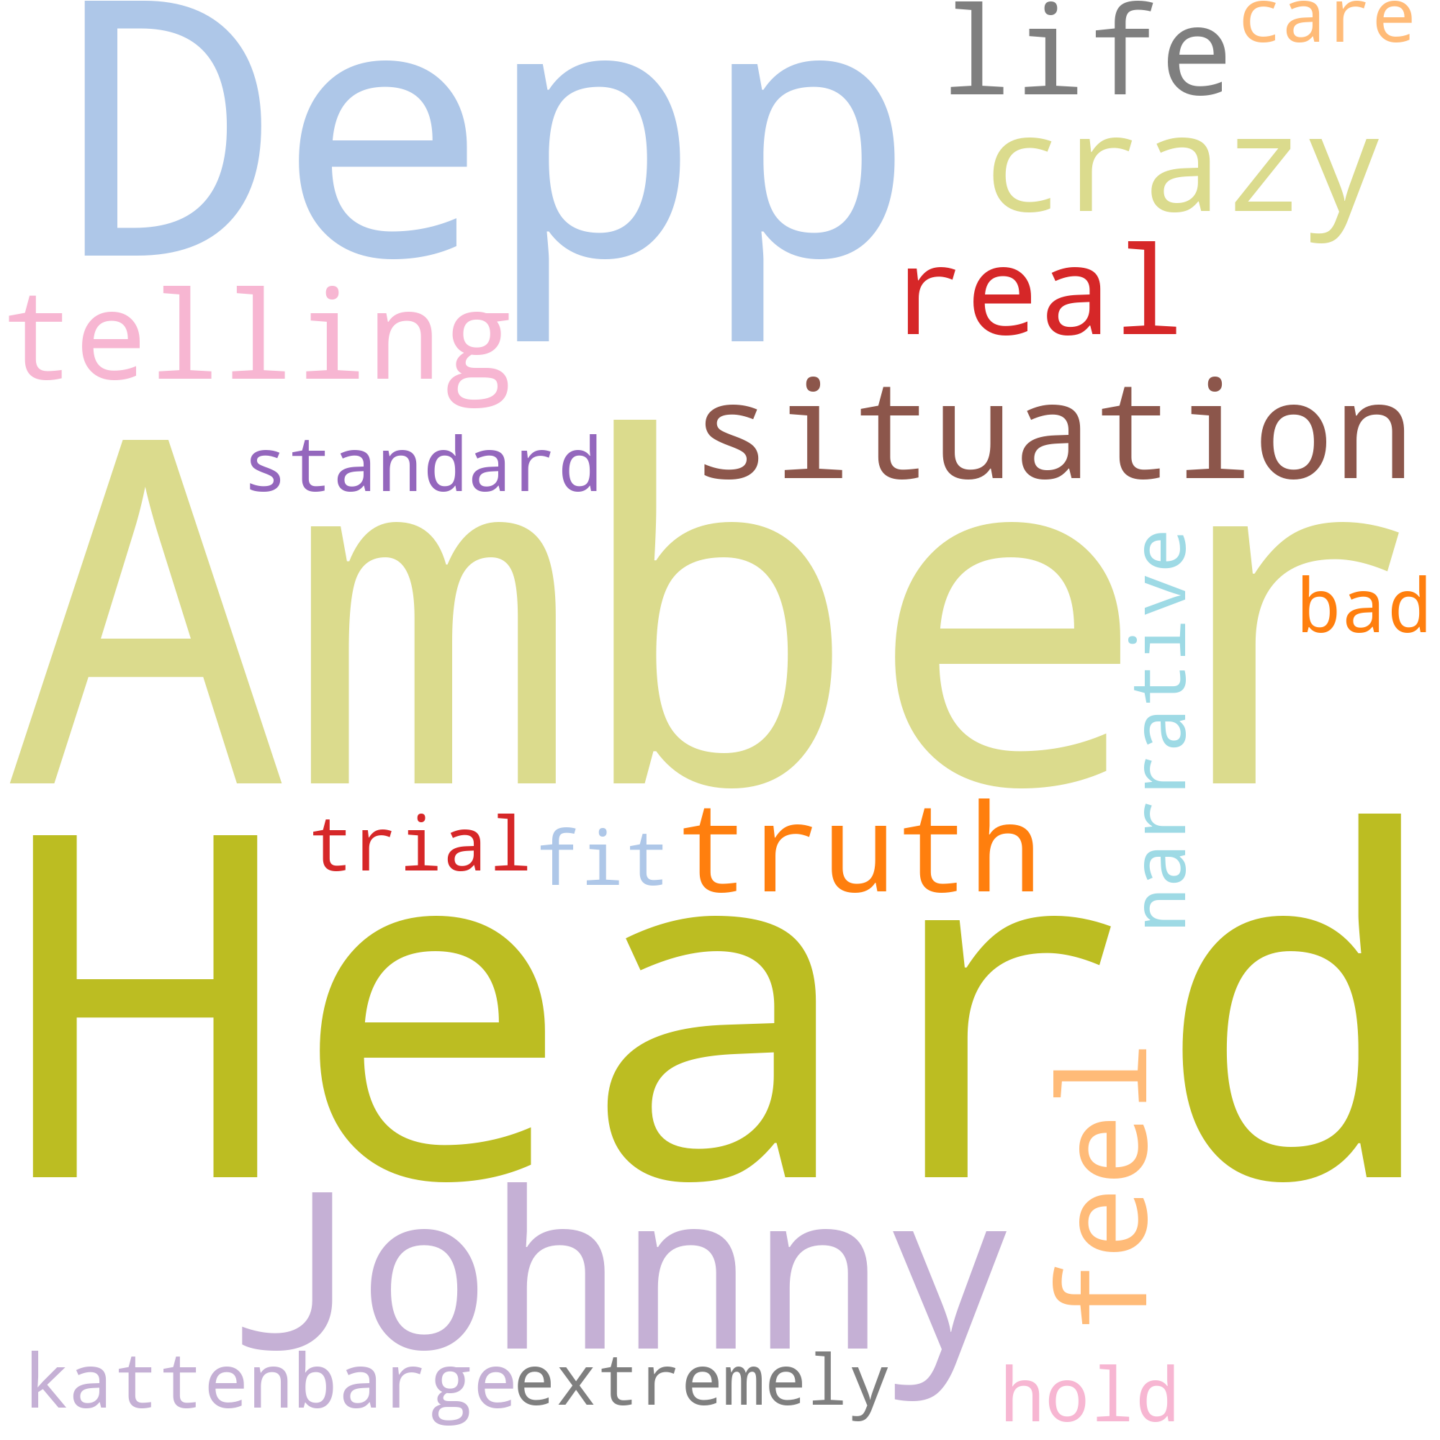 Depp
life
care
crazy
real
telling
situation
standard
Amber
narrative
bad
trial
fit
truth
Heard
feel
Johnny
kattenbarge
extremely
hold